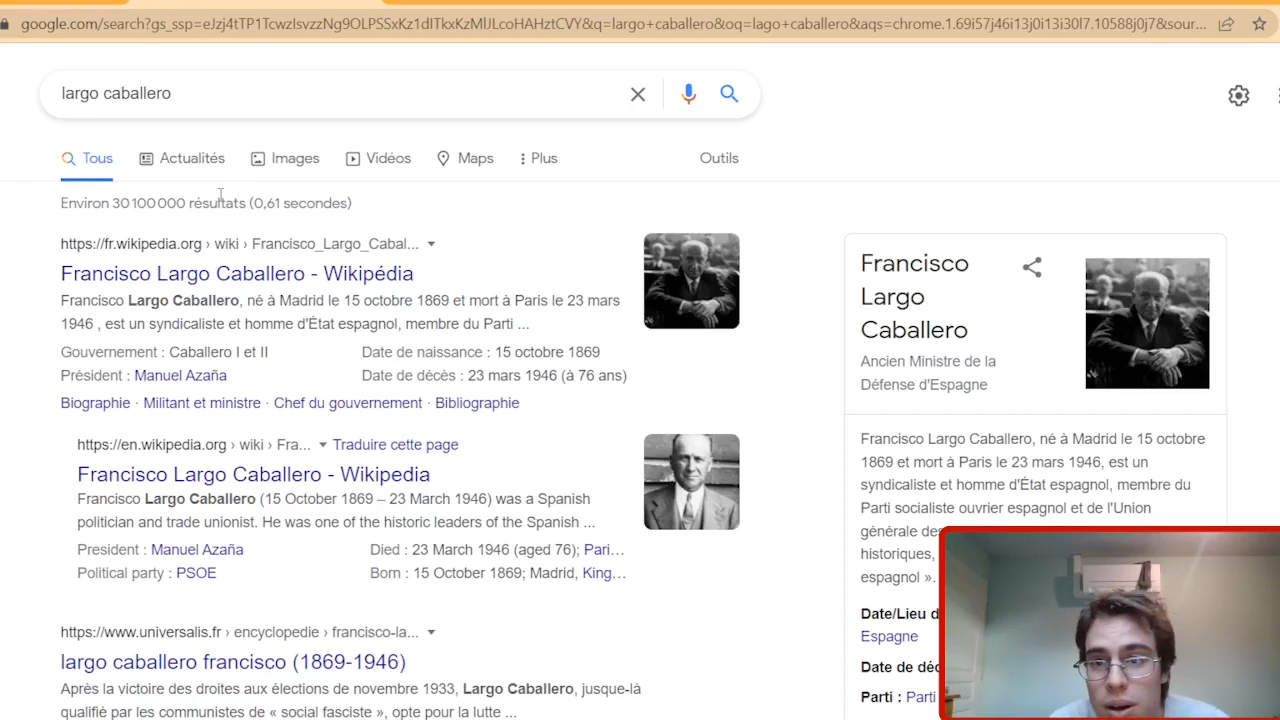 google.com/search?gs_ssp=eJzj4tTP1TcwzIsvzzNg9OLPSSxKz1dITkxKzMlJLcoHAHztCVY&q=largo+caballero&oq=lago+caballero&aqs=chrome.1.69i57j46i13j0i13i30l7.10588j0j7&sour...
largo caballero
Tous
Actualités
Images
Vidéos
Maps
Plus
Outils
Environ 30 100 000 résultats (0,61 secondes)
https://fr.wikipedia.org › wiki › Francisco_Largo_Cabal...
Francisco Largo Caballero - Wikipédia
Francisco Largo Caballero, né à Madrid le 15 octobre 1869 et mort à Paris le 23 mars
1946 , est un syndicaliste et homme d'État espagnol, membre du Parti ...
Gouvernement : Caballero I et II
Date de naissance : 15 octobre 1869
Président : Manuel Azaña
Date de décès : 23 mars 1946 (à 76 ans)
Biographie · Militant et ministre · Chef du gouvernement · Bibliographie
https://en.wikipedia.org › wiki › Fra...
Traduire cette page
Francisco Largo Caballero - Wikipedia
Francisco Largo Caballero (15 October 1869 – 23 March 1946) was a Spanish
politician and trade unionist. He was one of the historic leaders of the Spanish ...
President : Manuel Azaña
Died : 23 March 1946 (aged 76); Pari...
Political party : PSOE
Born : 15 October 1869; Madrid, King...
https://www.universalis.fr › encyclopedie › francisco-la...
largo caballero francisco (1869-1946)
Après la victoire des droites aux élections de novembre 1933, Largo Caballero, jusque-là
qualifié par les communistes de « social fasciste », opte pour la lutte ...
Francisco
Largo
Caballero
Ancien Ministre de la
Défense d'Espagne
Francisco Largo Caballero, né à Madrid le 15 octobre
1869 et mort à Paris le 23 mars 1946, est un
syndicaliste et homme d'État espagnol, membre du
Parti socialiste ouvrier espagnol et de l'Union
générale des
historiques,
espagnol ».
Date/Lieu d
Espagne
Date de déc
Parti : Parti